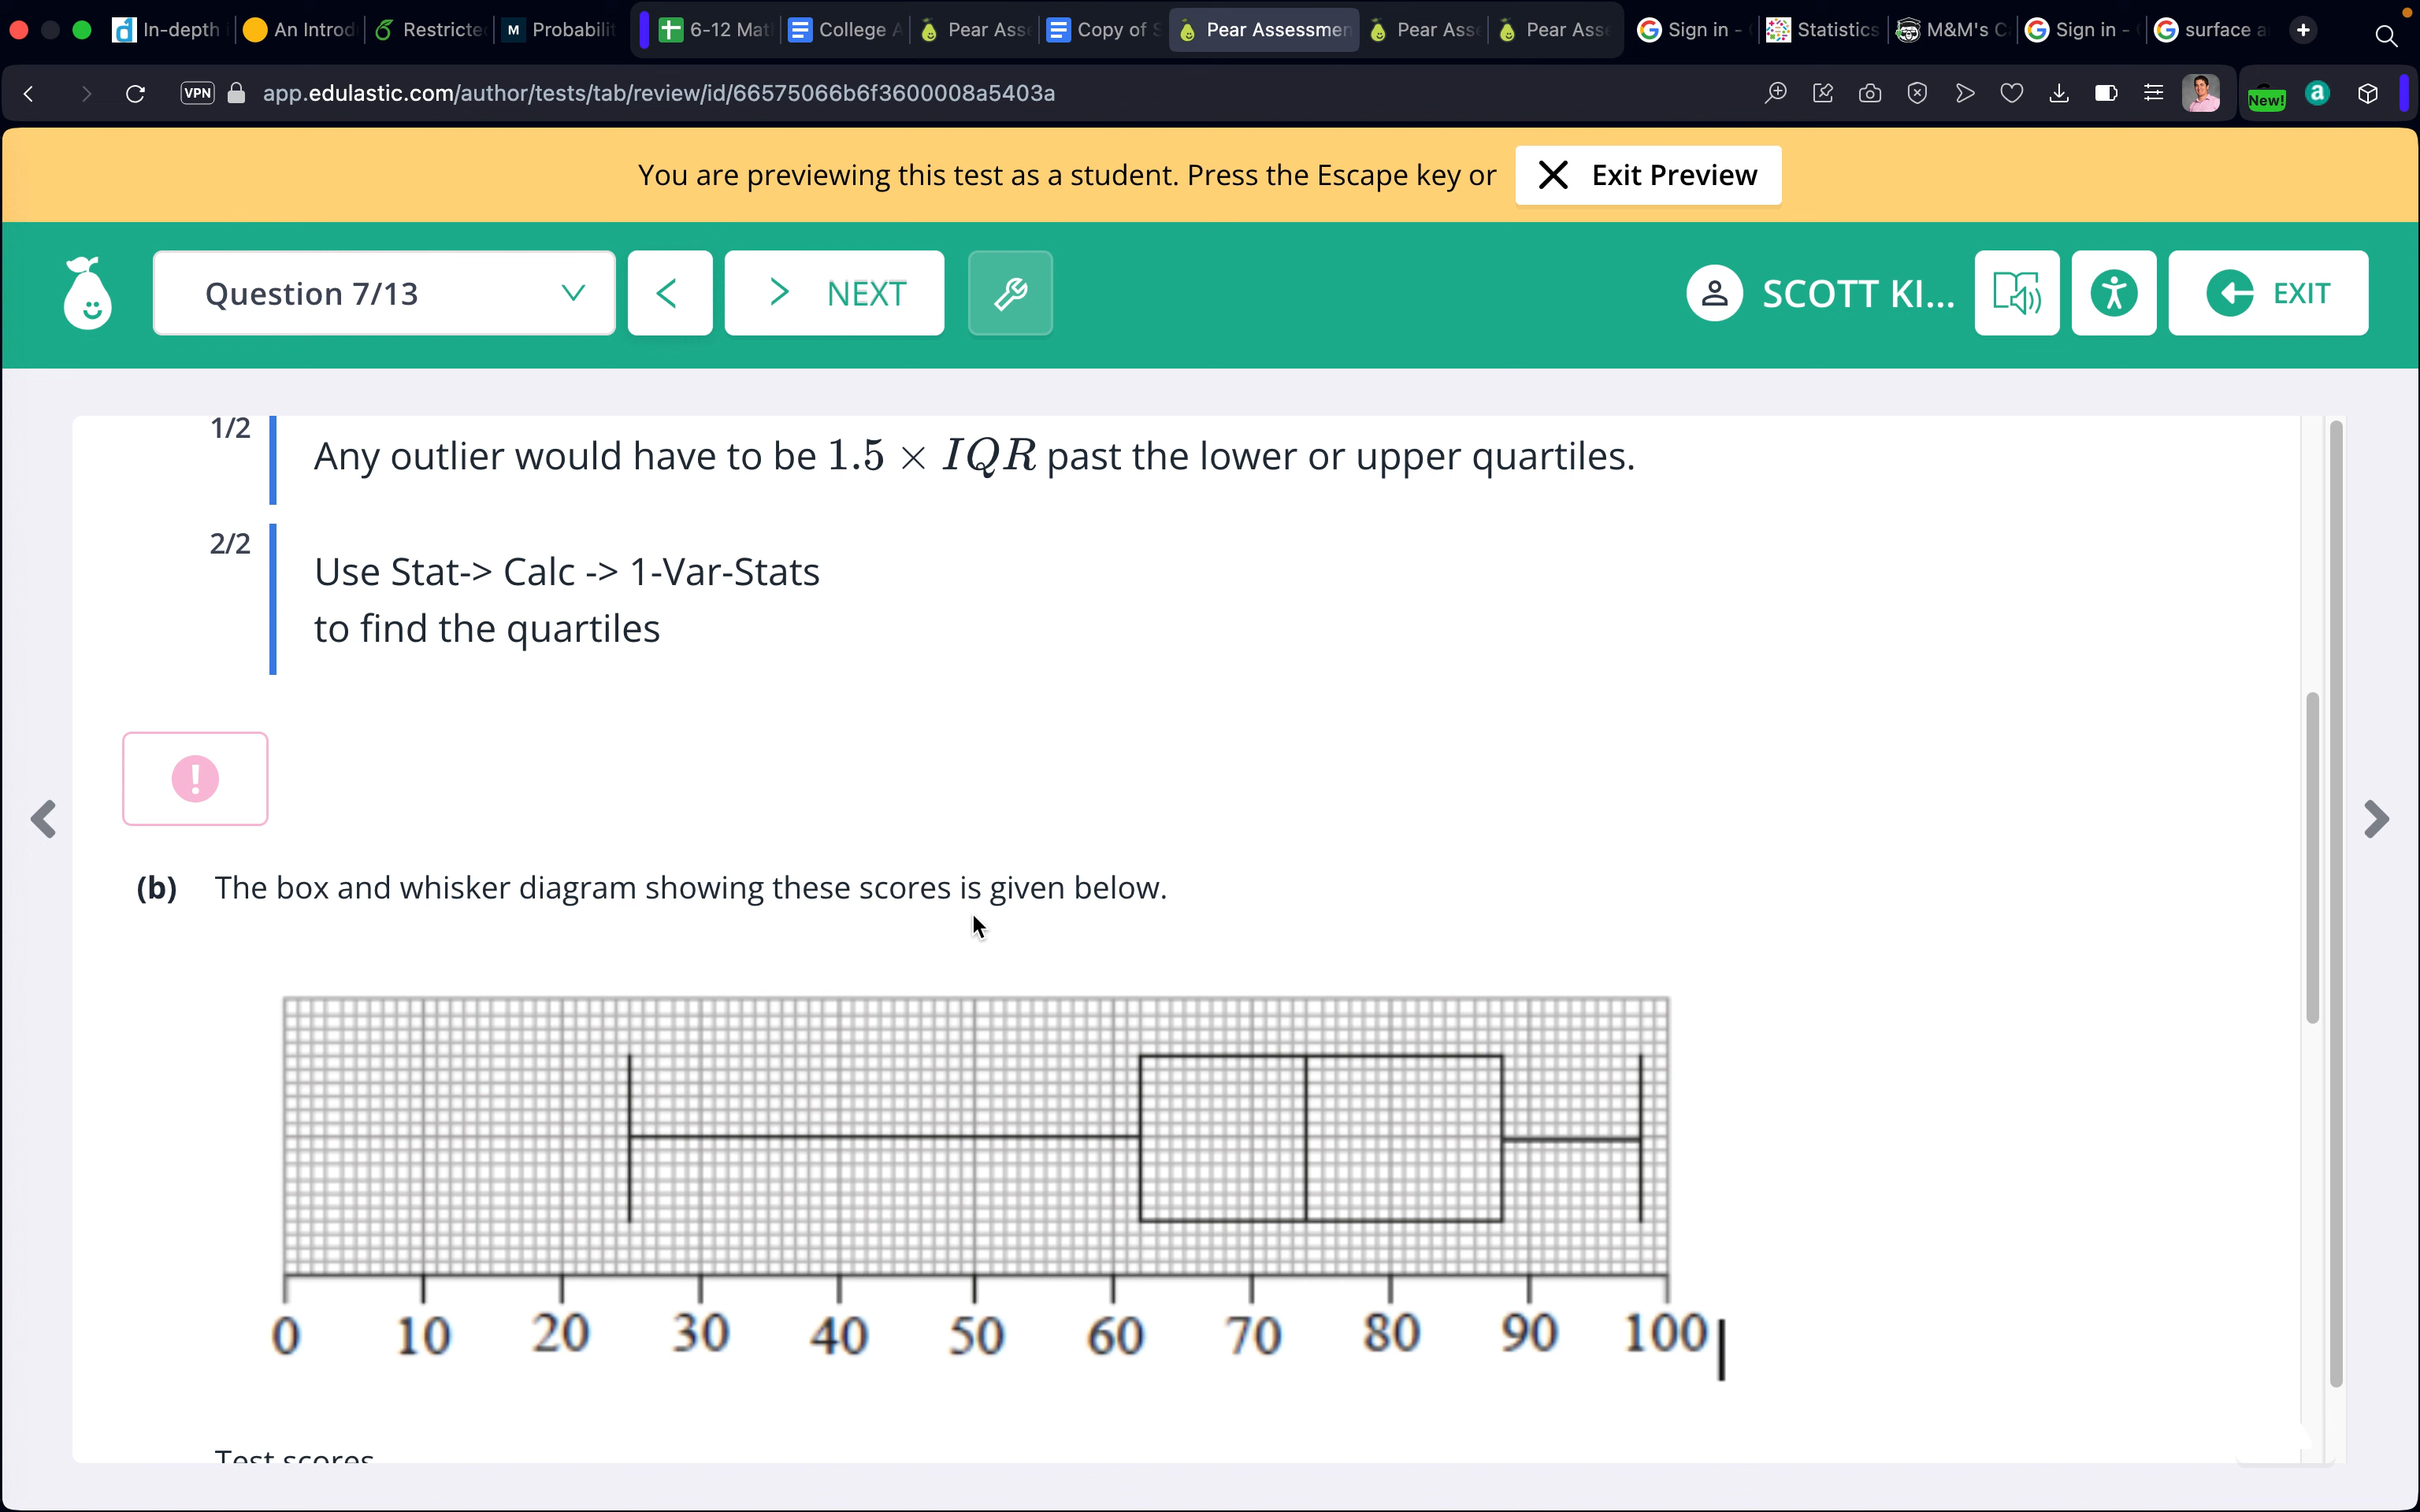 In-depth
An Introd
Restricted
M Probabilit
6-12 Mat
College A
Pear Ass
Copy of S
Pear Assessmen
Pear Ass
Pear Ass
Sign in -
Statistics
M&M's C
Sign in -
surface a
VPN
app.edulastic.com/author/tests/tab/review/id/66575066b6f3600008a5403a
New!
a
You are previewing this test as a student. Press the Escape key or
Exit Preview
Question 7/13
NEXT
SCOTT KI...
EXIT
1/2
Any outlier would have to be 1.5 × IQR past the lower or upper quartiles.
2/2
Use Stat-> Calc -> 1-Var-Stats
to find the quartiles
!
(b) The box and whisker diagram showing these scores is given below.
0 10 20 30 40 50 60 70 80 90 100
Test scores